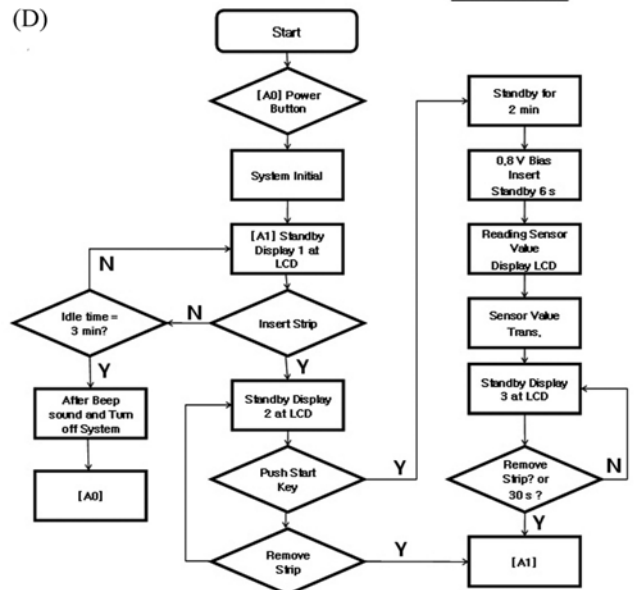 (D)
Start
[A0] Power
Button
System Initial
[A1] Standby
Display 1 at
LCD
N
Idle time =
3 min?
N
Insert Strip
Y
Y
After Beep
sound and Turn
off System
[A0]
Standby Display
2 at LCD
Push Start
Key
Y
Remove
Strip
Y
Standby for
2 min
0,8 V Bias
Insert
Standby 6 s
Reading Sensor
Value
Display LCD
Sensor Value
Trans,
Standby Display
3 at LCD
Remove
Strip? or
30 s ?
N
Y
[A1]